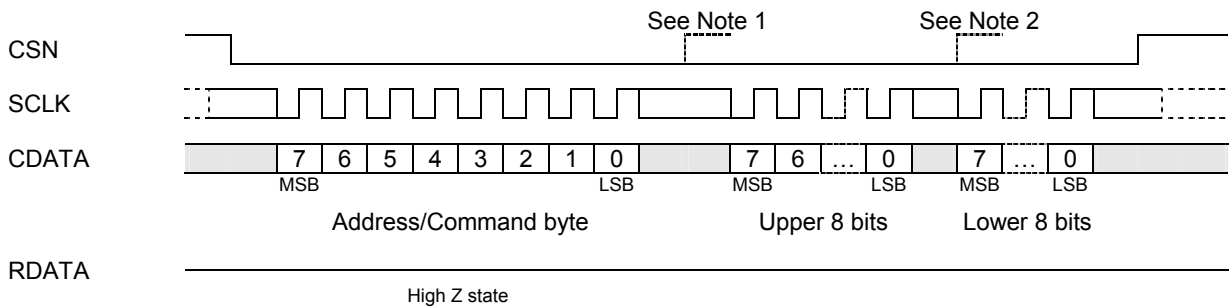 See Note 1 See Note 2
CSN
SCLK
CDATA 7 6 5 4 3 2 1 0 7 6 ... 0 7 ... 0
MSB LSB MSB LSB MSB LSB
Address/Command byte Upper 8 bits Lower 8 bits
RDATA
High Z state